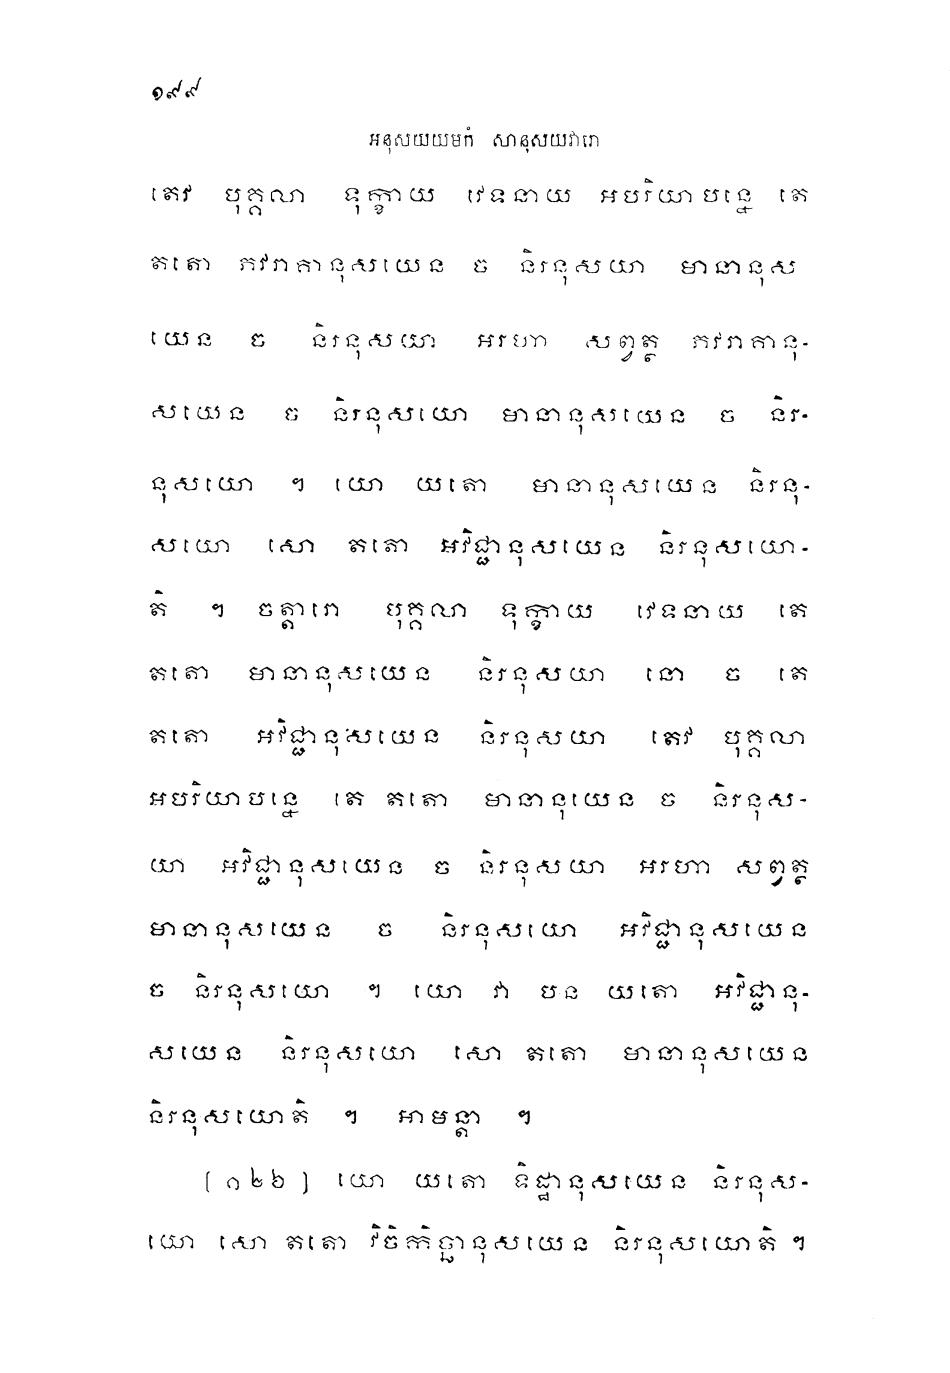 ១៩៩
អនុសយយមកំ សានុសយវារោ
តេវ បុគ្គលា ទុក្ខាយ វេទនាយ អបរិយាបន្នេ តេ
តតោ ភវរាគានុសយេន ច និរនុសយា មានានុស
យេន ច និរនុសយា អរហា សព្វត្ថ ភវរាគានុ-
សយេន ច និរនុសយោ មានានុសយេន ច និរ-
នុសយោ ។ យោ យតោ មានានុសយេន និរនុ-
សយោ សោ តតោ អវិជ្ជានុសយេន និរនុសយោ-
តិ ។ ចត្តារោ បុគ្គលា ទុក្ខាយ វេទនាយ តេ
តតោ មានានុសយេន និរនុសយា នោ ច តេ
តតោ អវិជ្ជានុសយេន និរនុសយា តេវ បុគ្គលា
អបរិយាបន្នេ តេ តតោ មានានុយេន ច និរនុស-
យា អវិជ្ជានុសយេន ច និរនុសយា អរហា សព្វត្ថ
មានានុសយេន ច និរនុសយោ អវិជ្ជានុសយេន
ច និរនុសយោ ។ យោ វា បន យតោ អវិជ្ជានុ-
សយេន និរនុសយោ សោ តតោ មានានុសយេន
និរនុសយោតិ ។ អាមន្តា ។
[១២៦] យោ យតោ ទិដ្ឋានុសយេន និរនុស-
យោ សោ តតោ វិចិកិច្ឆានុសយេន និរនុសយោតិ ។